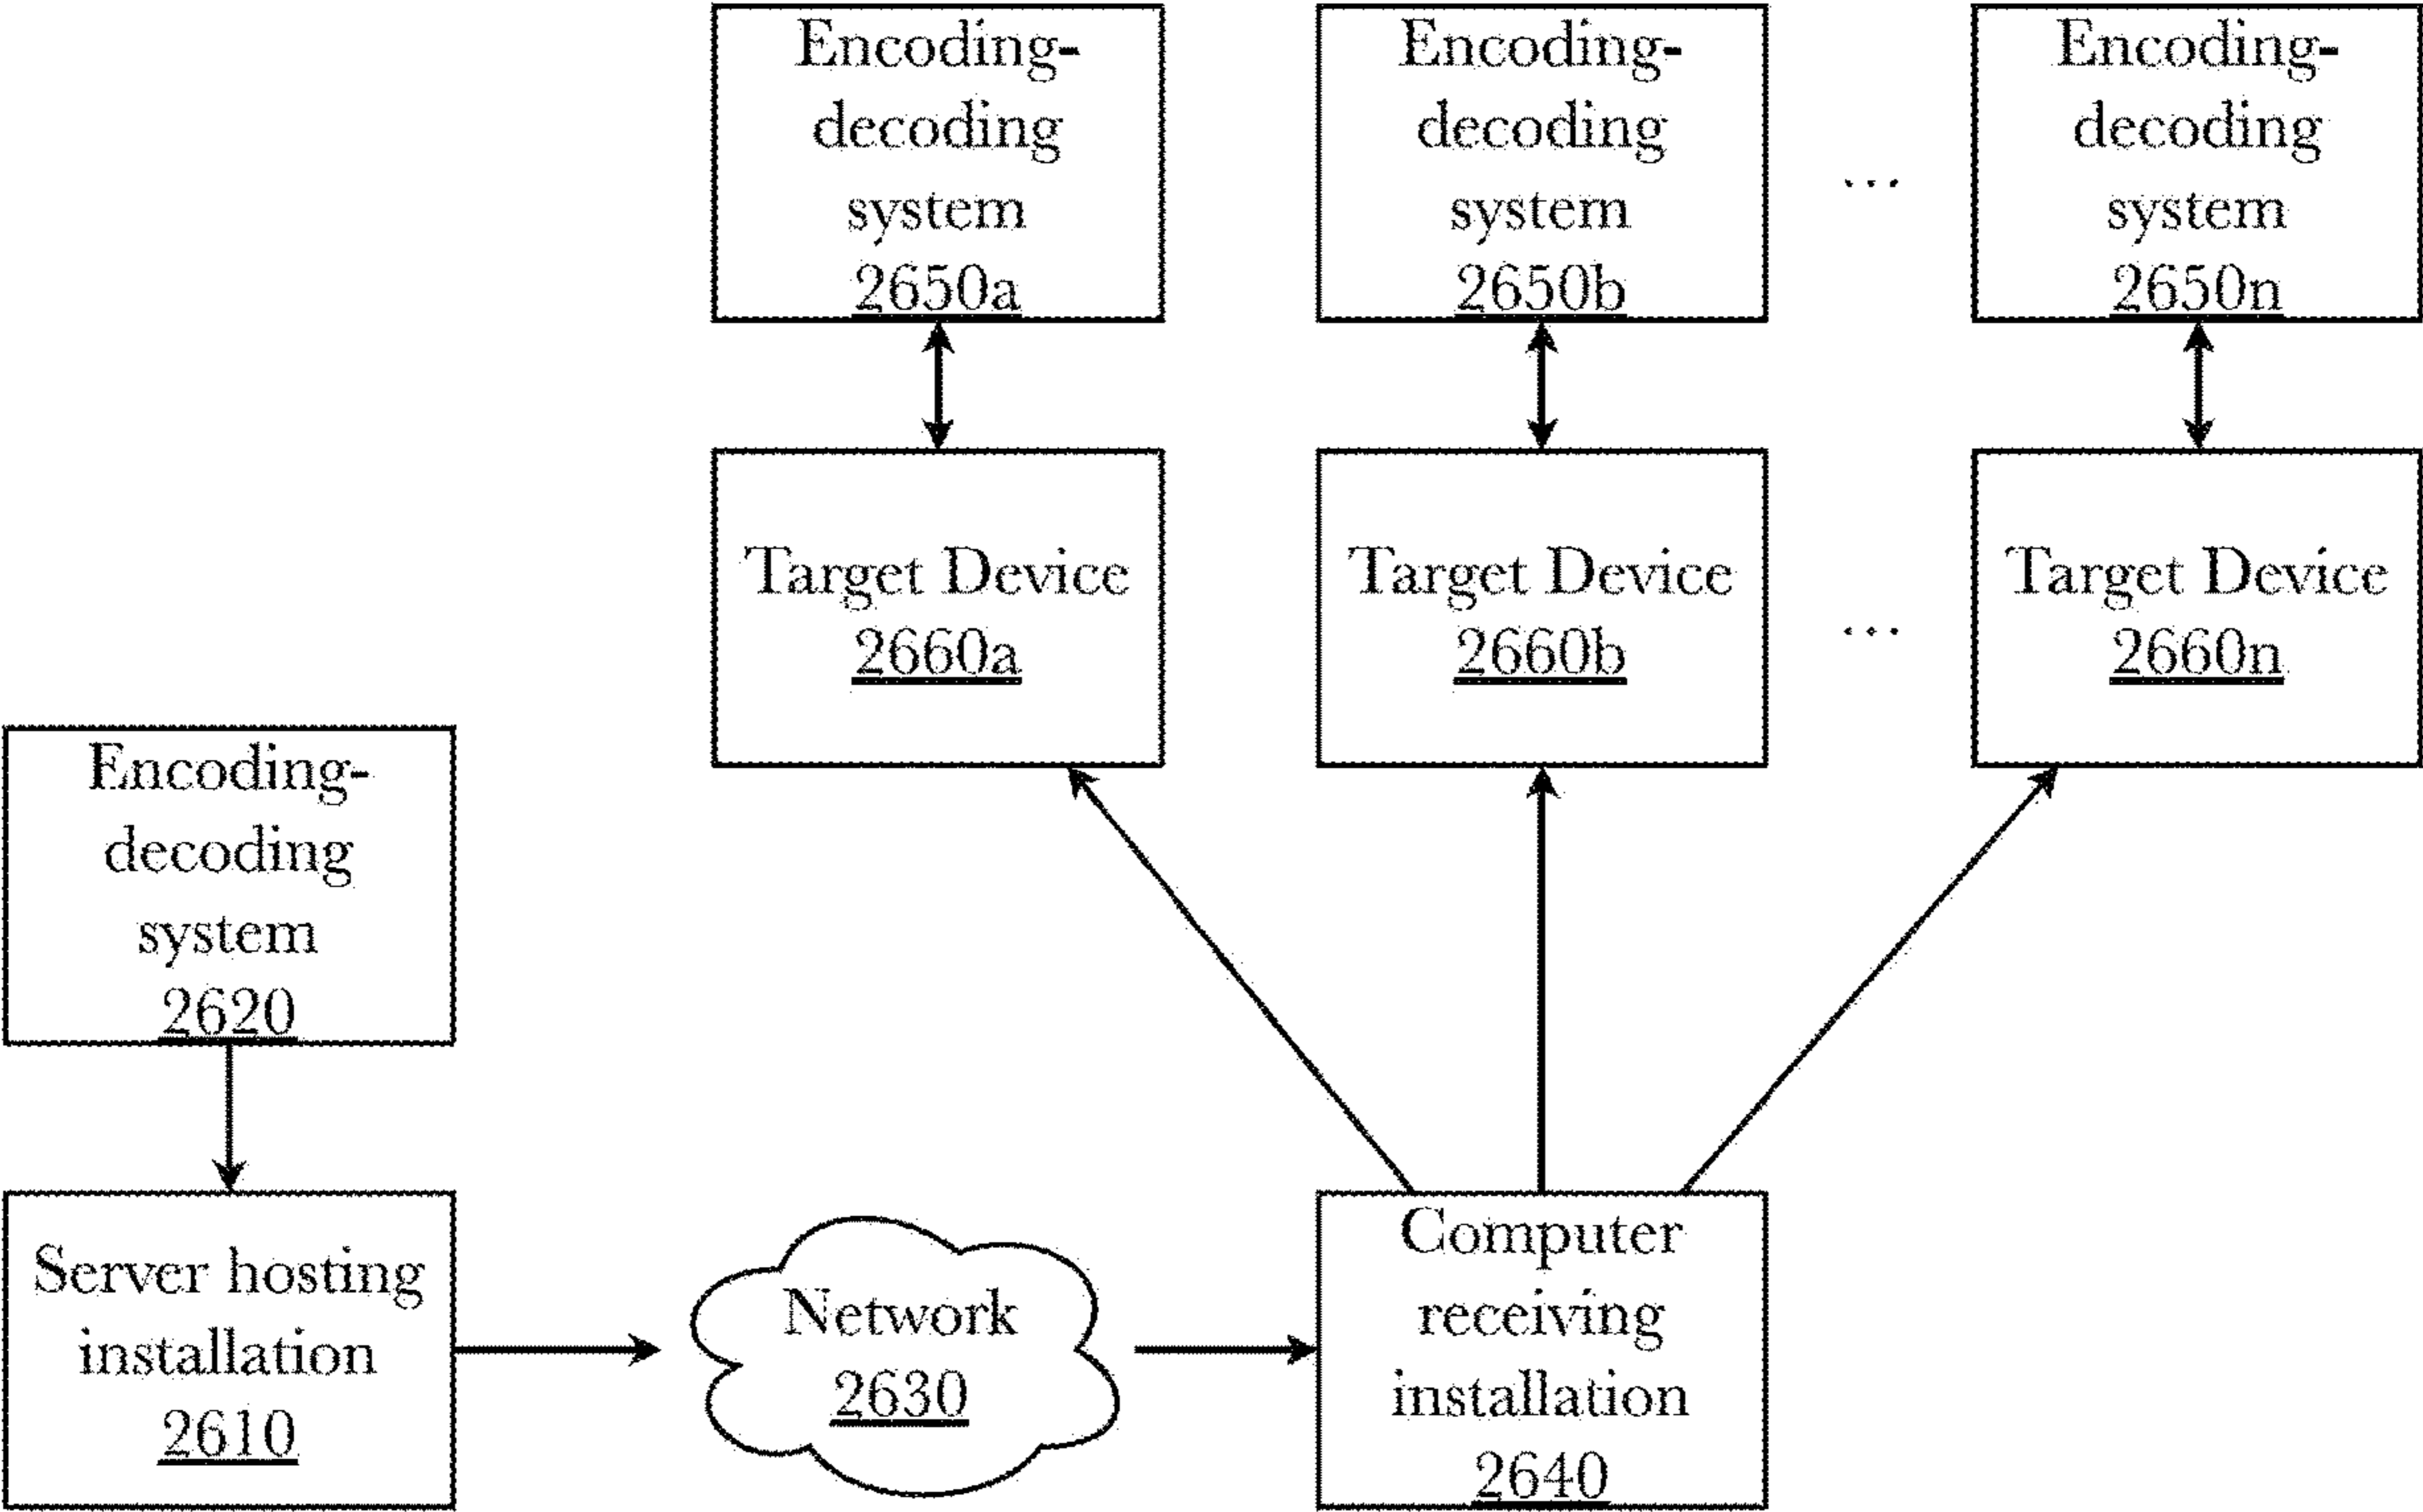 Encoding-
decoding
system
2650a
Encoding-
decoding
system
2650b
...
Encoding-
decoding
system
2650n
Target Device
2660a
Target Device
2660b
...
Target Device
2660n
Encoding-
decoding
system
2620
Server hosting
installation
2610
Network
2630
Computer
receiving
installation
2640